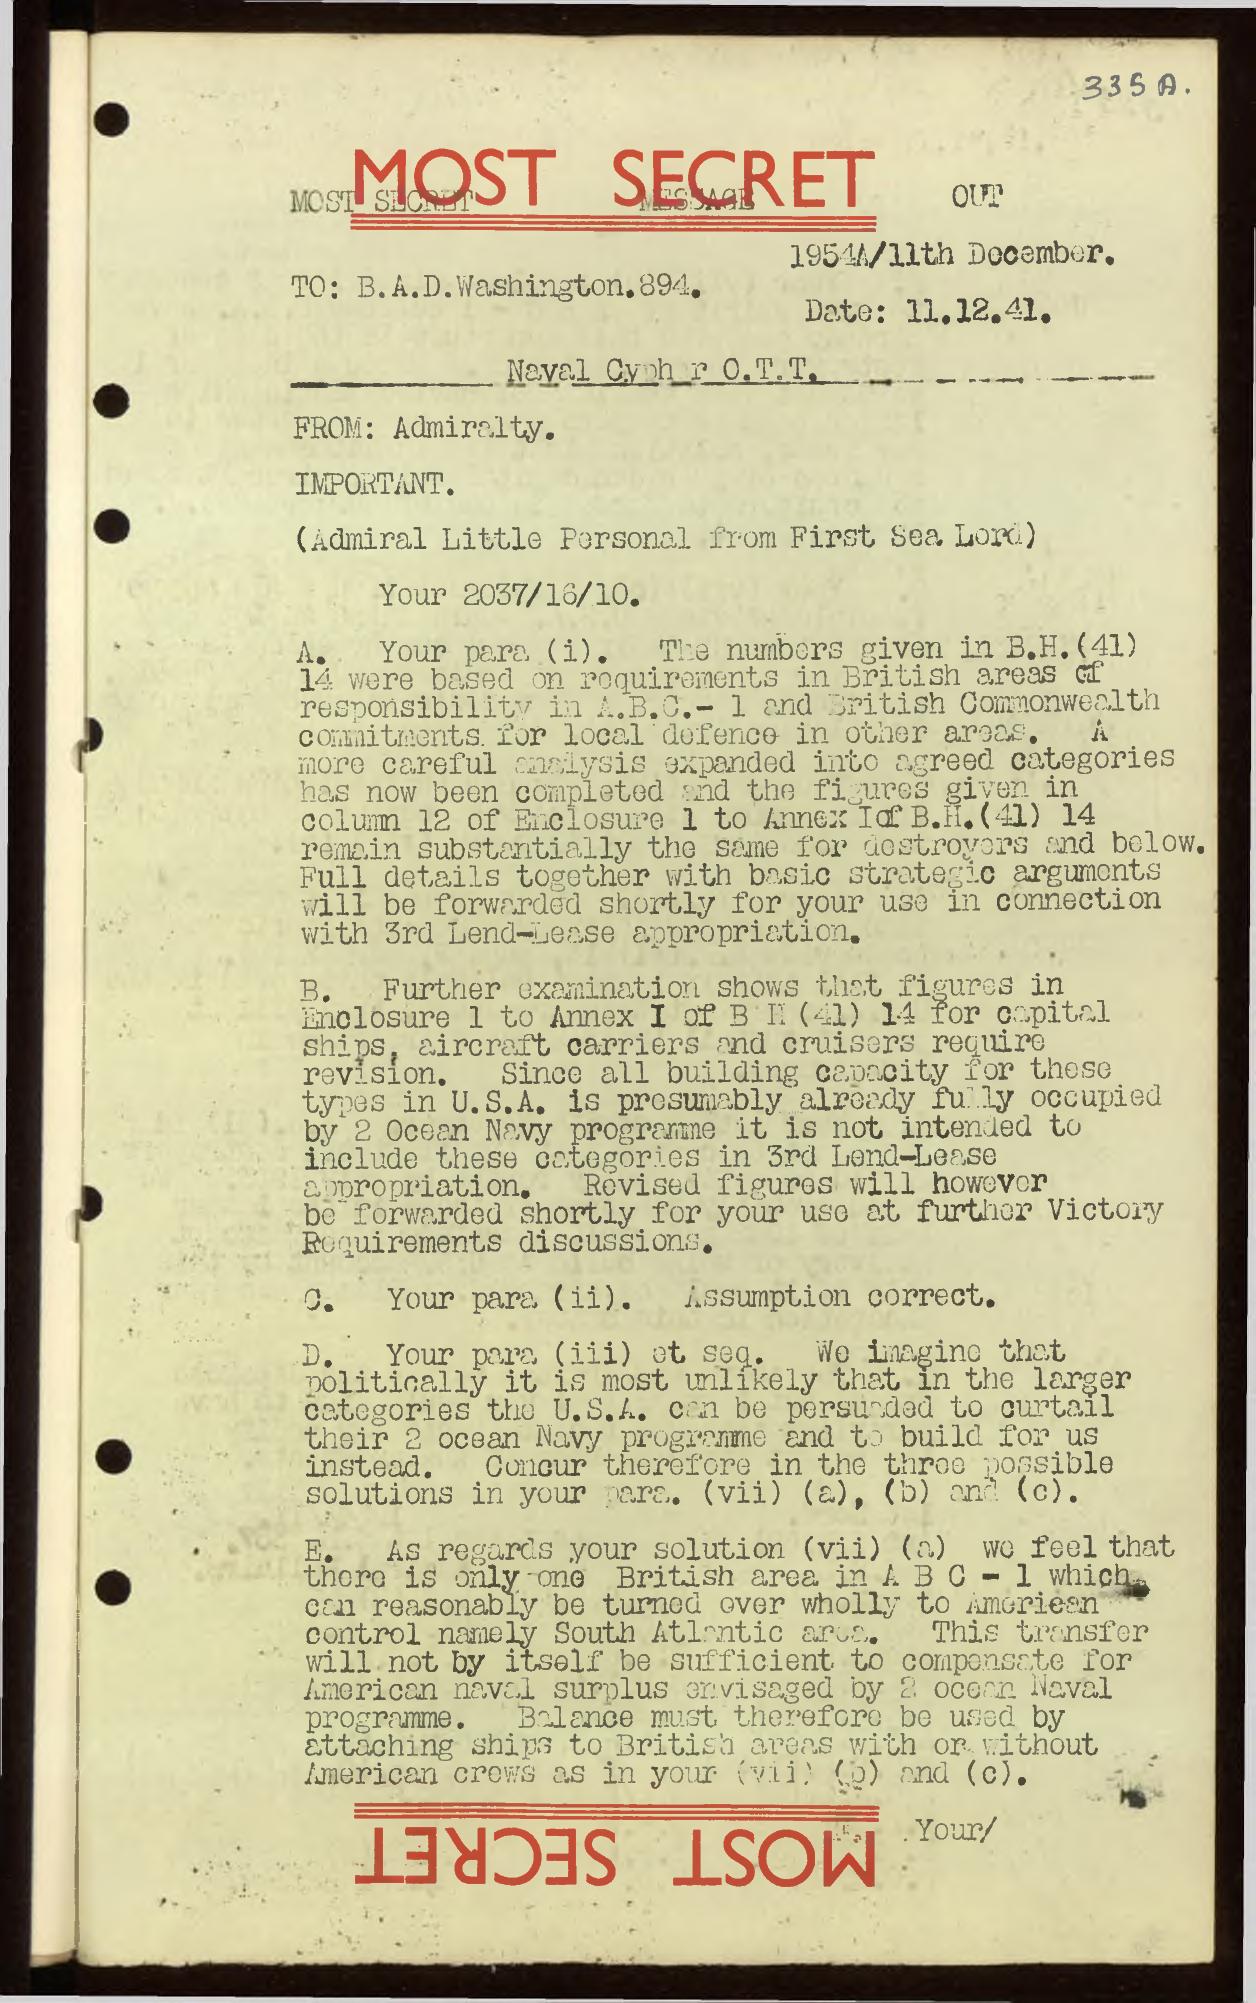 335A.
MOST SECRET
MOST SECRET MESSAGE OUT
1954A/11th December.
TO: B.A.D.Washington.894.
Date: 11.12.41.
Naval Cyph r O.T.T.
FROM: Admiralty.
IMPORTANT.
(Admiral Little Personal from First Sea Lord)
Your 2037/16/10.
A. Your para (i). The numbers given in B.H.(41)
14 were based on requirements in British areas of
responsibility in A.B.C.- 1 and British Commonwealth
commitments for local defence in other areas. A
more careful analysis expanded into agreed categories
has now been completed and the figures given in
column 12 of Enclosure 1 to Annex I of B.H.(41) 14
remain substantially the same for destroyers and below.
Full details together with basic strategic arguments
will be forwarded shortly for your use in connection
with 3rd Lend-Lease appropriation.
B. Further examination shows that figures in
Enclosure 1 to Annex I of B H (41) 14 for capital
ships, aircraft carriers and cruisers require
revision. Since all building capacity for these
types in U.S.A. is presumably already fully occupied
by 2 Ocean Navy programme it is not intended to
include these categories in 3rd Lend-Lease
appropriation. Revised figures will however
be forwarded shortly for your use at further Victory
Requirements discussions.
C. Your para (ii). Assumption correct.
D. Your para (iii) et seq. We imagine that
politically it is most unlikely that in the larger
categories the U.S.A. can be persuaded to curtail
their 2 ocean Navy programme and to build for us
instead. Concur therefore in the three possible
solutions in your para. (vii) (a), (b) and (c).
E. As regards your solution (vii) (a) we feel that
there is only one British area in A B C - 1 which
can reasonably be turned over wholly to American
control namely South Atlantic area. This transfer
will not by itself be sufficient to compensate for
American naval surplus envisaged by 2 ocean Naval
programme. Balance must therefore be used by
attaching ships to British areas with or without
American crews as in your (vii) (b) and (c).
Your/
MOST SECRET